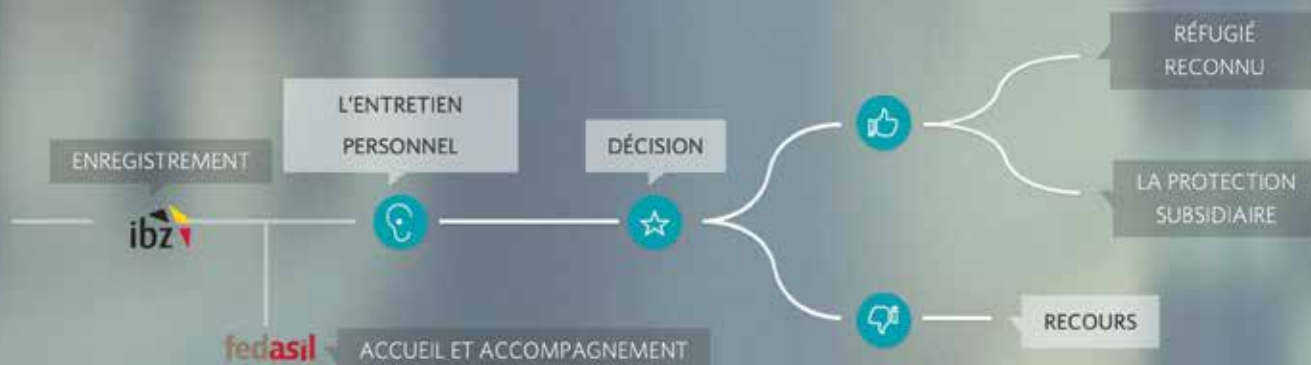 ENREGISTREMENT
ibz
fedasil
ACCUEIL ET ACCOMPAGNEMENT
L'ENTRETIEN
PERSONNEL
DÉCISION
RÉFUGIÉ
RECONNU
LA PROTECTION
SUBSIDIAIRE
RECOURS